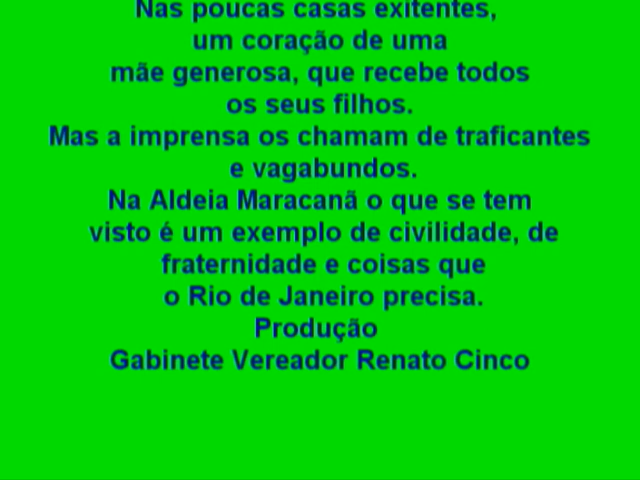 Nas poucas casas exitentes,
um coração de uma
mãe generosa, que recebe todos
os seus filhos.
Mas a imprensa os chamam de traficantes
e vagabundos.
Na Aldeia Maracanã o que se tem
visto é um exemplo de civilidade, de
fraternidade e coisas que
o Rio de Janeiro precisa.
Produção
Gabinete Vereador Renato Cinco